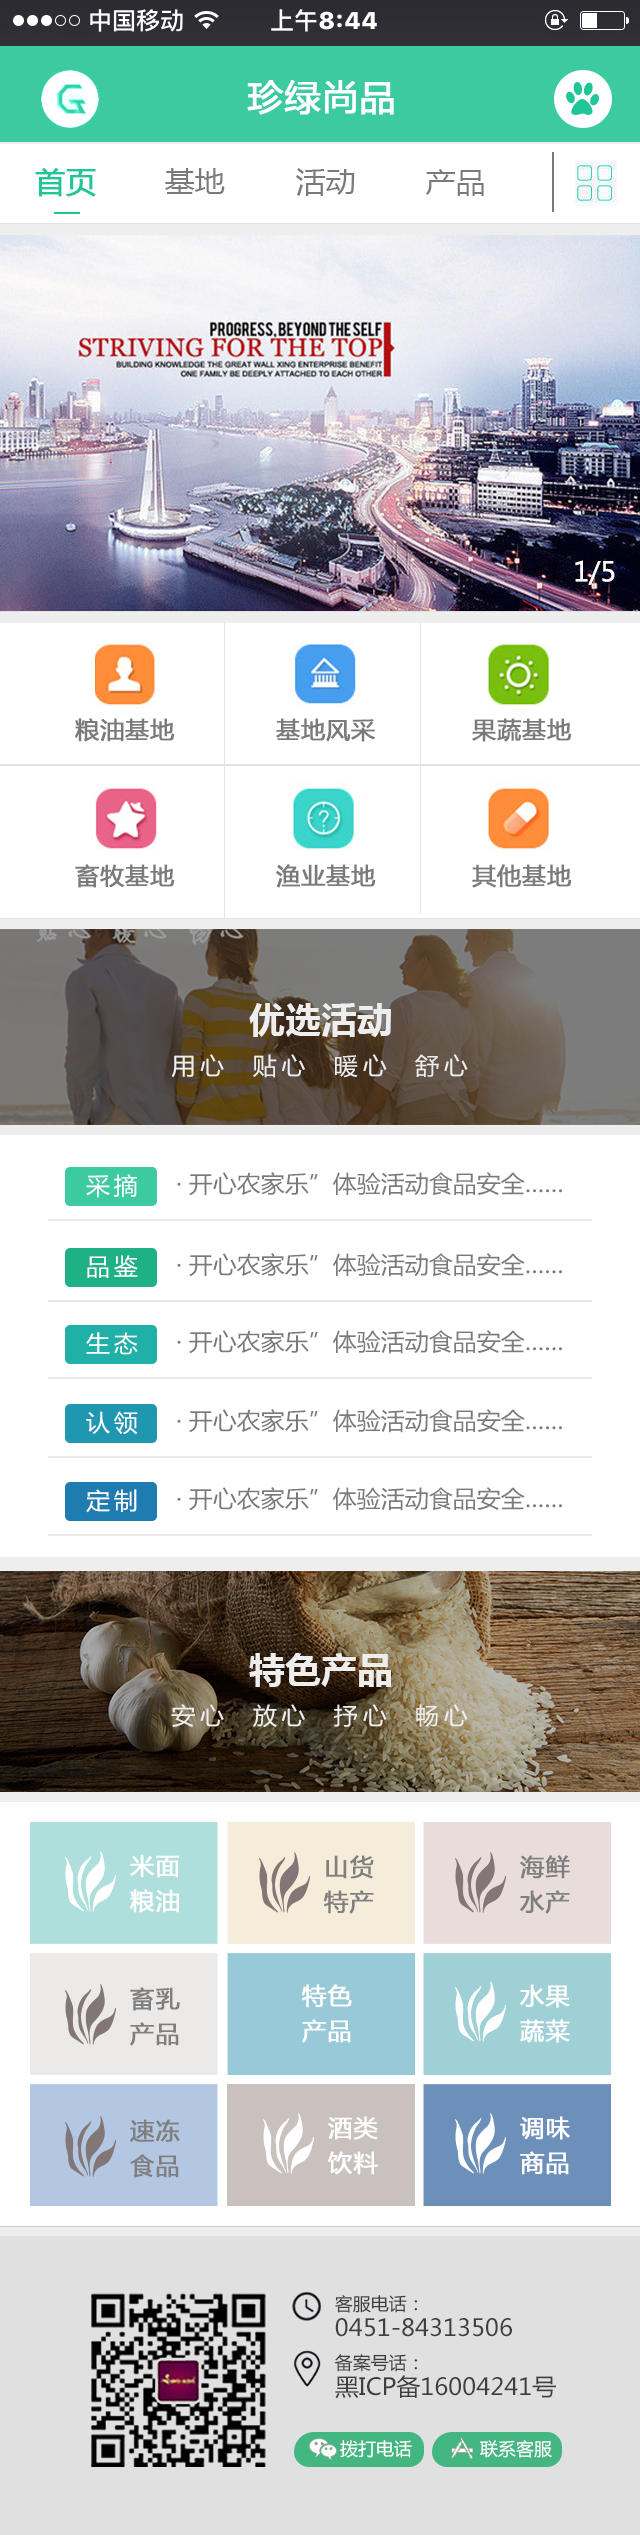 中国移动 上午8:44
珍绿尚品
首页 基地 活动 产品
PROGRESS, BEYOND THE SELF
STRIVING FOR THE TOP
BUILDING KNOWLEDGE THE GREAT WALL XING ENTERPRISE BENEFIT
ONE FAMILY BE DEEPLY ATTACHED TO EACH OTHER
1/5
粮油基地 基地风采 果蔬基地
畜牧基地 渔业基地 其他基地
贴心 暖心 畅心
优选活动
用心 贴心 暖心 舒心
采摘 · 开心农家乐”体验活动食品安全......
品鉴 · 开心农家乐”体验活动食品安全......
生态 · 开心农家乐”体验活动食品安全......
认领 · 开心农家乐”体验活动食品安全......
定制 · 开心农家乐”体验活动食品安全......
特色产品
安心 放心 抒心 畅心
米面 山货 海鲜
粮油 特产 水产
畜乳 特色 水果
产品 产品 蔬菜
速冻 酒类 调味
食品 饮料 商品
客服电话：
0451-84313506
备案号话：
黑ICP备16004241号
拨打电话 联系客服